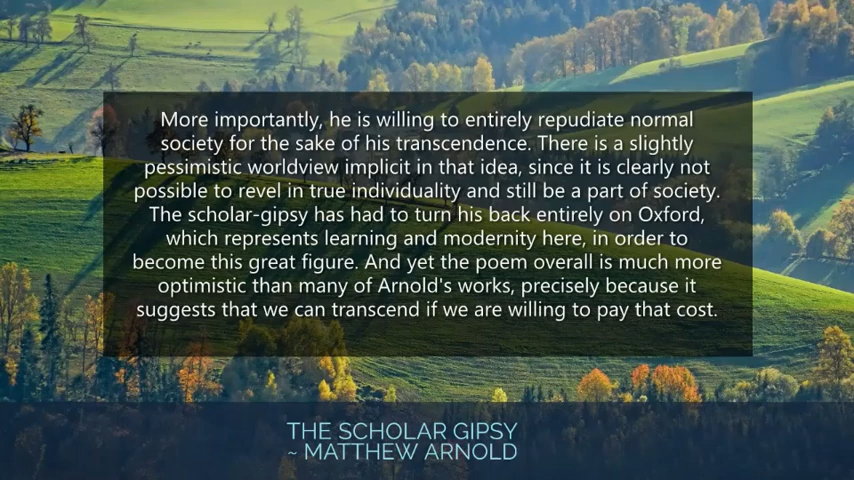 More importantly, he is willing to entirely repudiate normal
society for the sake of his transcendence. There is a slightly
pessimistic worldview implicit in that idea, since it is clearly not
possible to revel in true individuality and still be a part of society.
The scholar-gipsy has had to turn his back entirely on Oxford,
which represents learning and modernity here, in order to
become this great figure. And yet the poem overall is much more
optimistic than many of Arnold's works, precisely because it
suggests that we can transcend if we are willing to pay that cost.
THE SCHOLAR GIPSY
~ MATTHEW ARNOLD